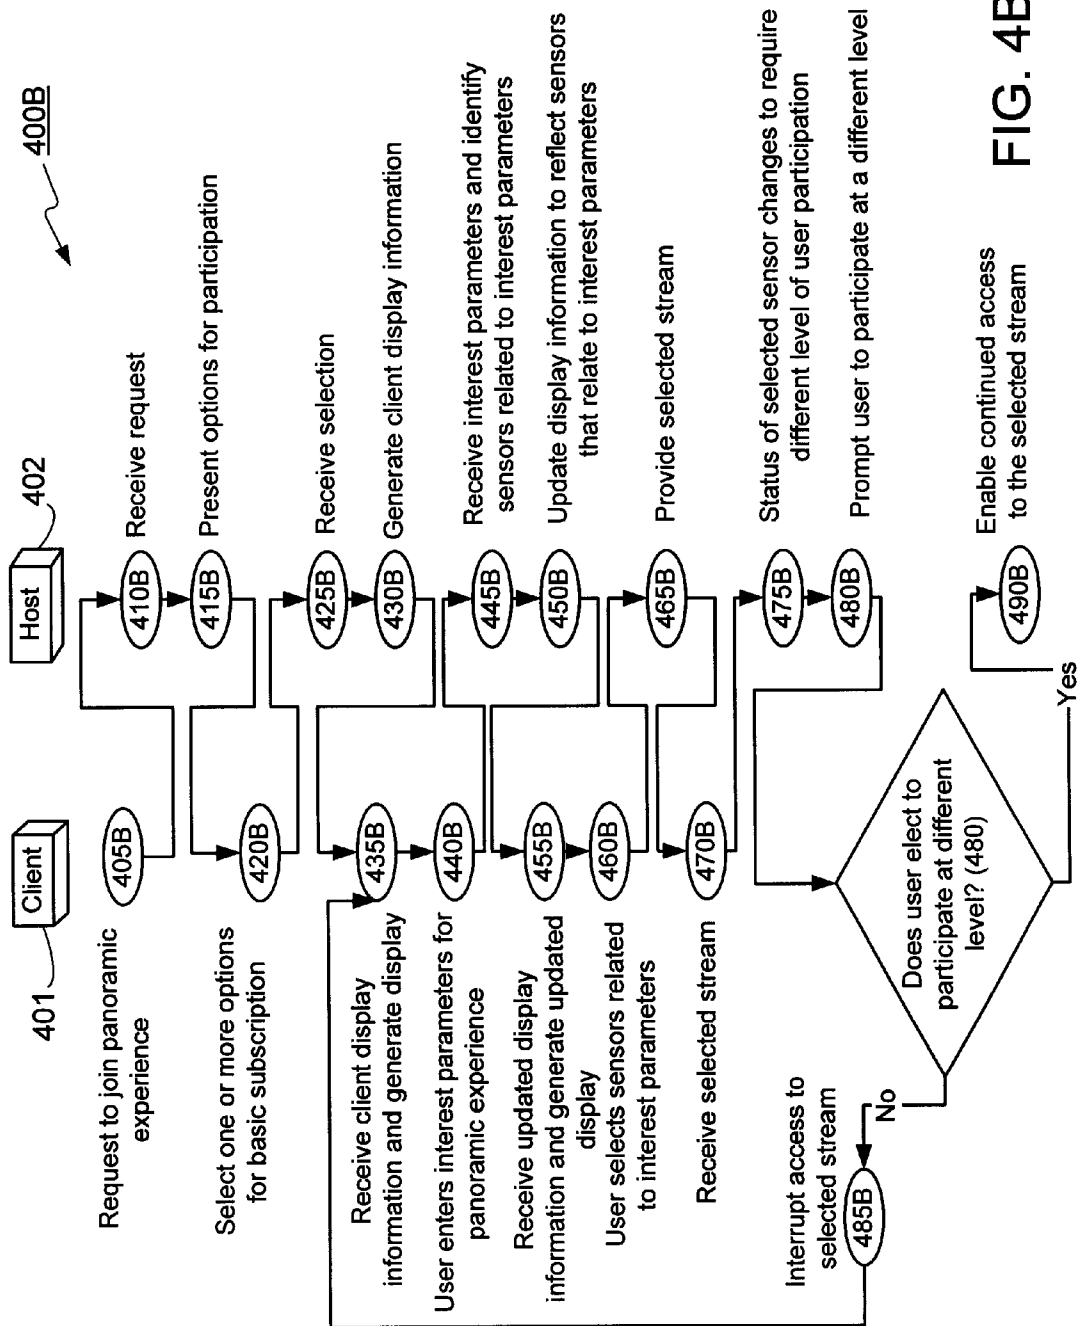 400B
Client
401
Host
402
Request to join panoramic
experience
405B
410B
Receive request
415B
Present options for participation
Select one or more options
for basic subscription
420B
425B
Receive selection
430B
Generate client display information
Receive client display
information and generate display
435B
User enters interest parameters for
panoramic experience
440B
445B
Receive interest parameters and identify
sensors related to interest parameters
450B
Update display information to reflect sensors
that relate to interest parameters
Receive updated display
information and generate updated
display
455B
User selects sensors related
to interest parameters
460B
465B
Provide selected stream
Receive selected stream
470B
475B
Status of selected sensor changes to require
different level of user participation
480B
Prompt user to participate at a different level
Does user elect to
participate at different
level? (480)
No
Interrupt access to
selected stream
485B
Yes
490B
Enable continued access
to the selected stream
FIG. 4B